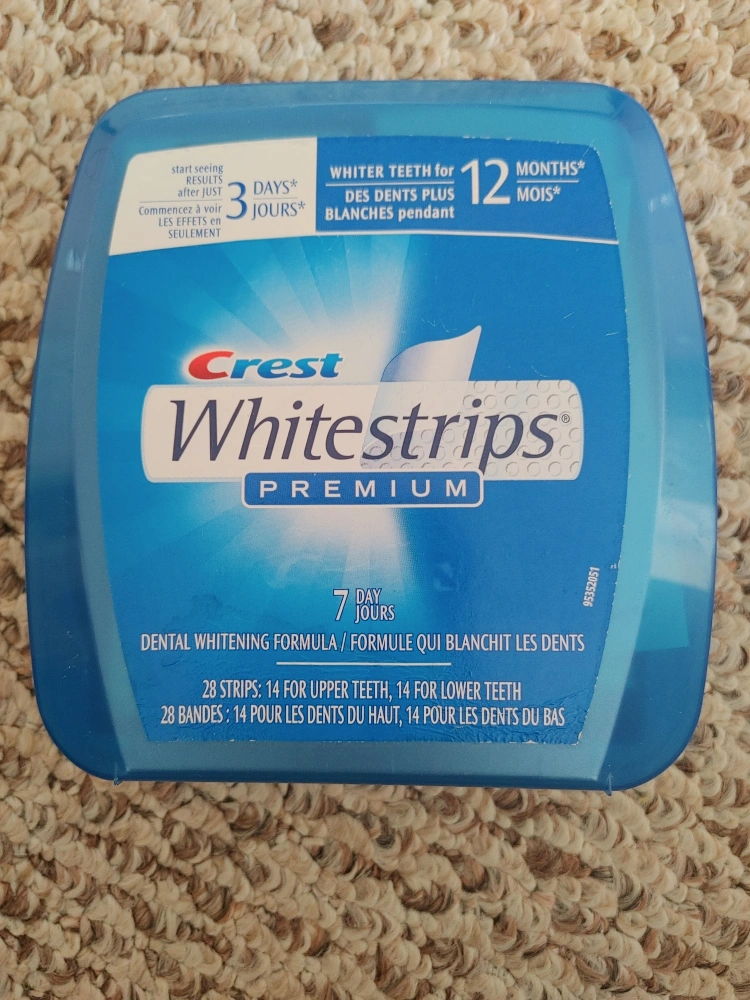 start seeing
RESULTS
after JUST
3 DAYS*
JOURS*
Commencez à voir
LES EFFETS en
SEULEMENT
WHITER TEETH for
DES DENTS PLUS
BLANCHES pendant
12 MONTHS*
MOIS*
Crest
Whitestrips®
PREMIUM
7 DAY
JOURS
95352051
DENTAL WHITENING FORMULA / FORMULE QUI BLANCHIT LES DENTS
28 STRIPS: 14 FOR UPPER TEETH, 14 FOR LOWER TEETH
28 BANDES : 14 POUR LES DENTS DU HAUT, 14 POUR LES DENTS DU BAS